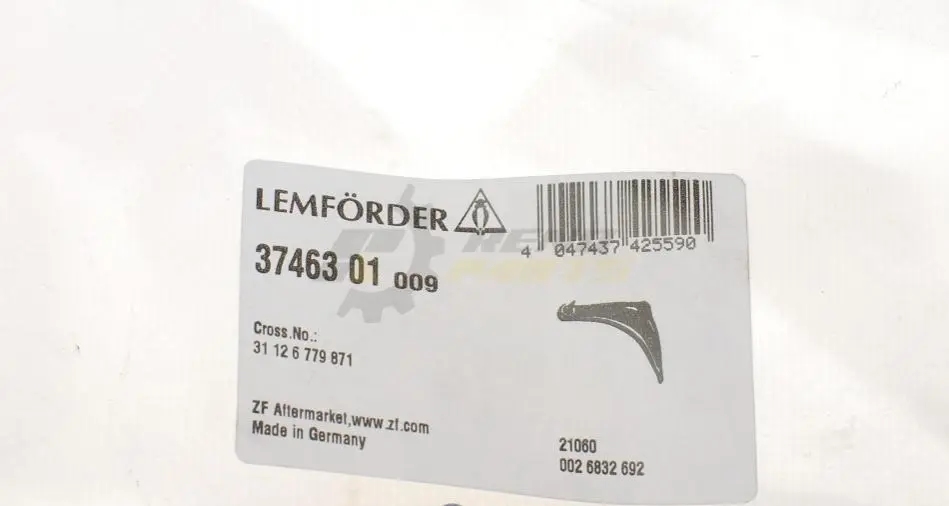 LEMFÖRDER
37463 01 009
4 047437 425590
Cross.No.:
31 12 6 779 871
ZF Aftermarket,www.zf.com
Made in Germany
21060
002 6832 692